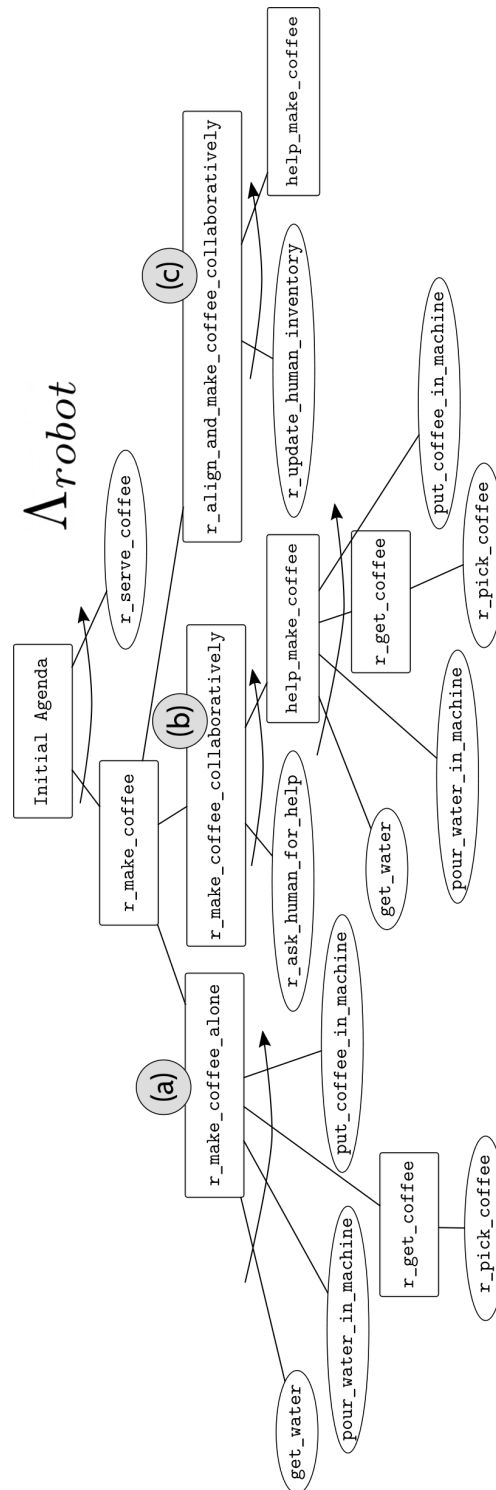 Λrobot
Initial Agenda
r_make_coffee
r_serve_coffee
(a)
r_make_coffee_alone
(b)
r_make_coffee_collaboratively
(c)
r_align_and_make_coffee_collaboratively
get_water
pour_water_in_machine
r_get_coffee
r_pick_coffee
put_coffee_in_machine
r_ask_human_for_help
help_make_coffee
get_water
pour_water_in_machine
r_get_coffee
r_pick_coffee
put_coffee_in_machine
r_update_human_inventory
help_make_coffee